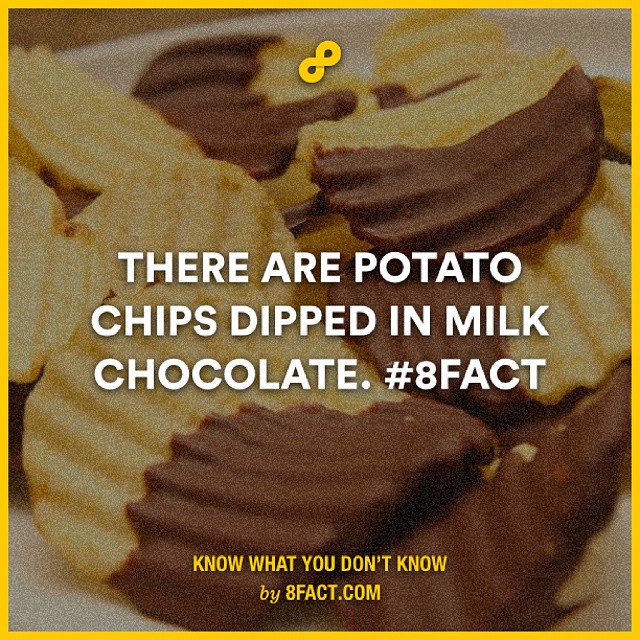 THERE ARE POTATO
CHIPS DIPPED IN MILK
CHOCOLATE. #8FACT
KNOW WHAT YOU DON'T KNOW
by 8FACT.COM